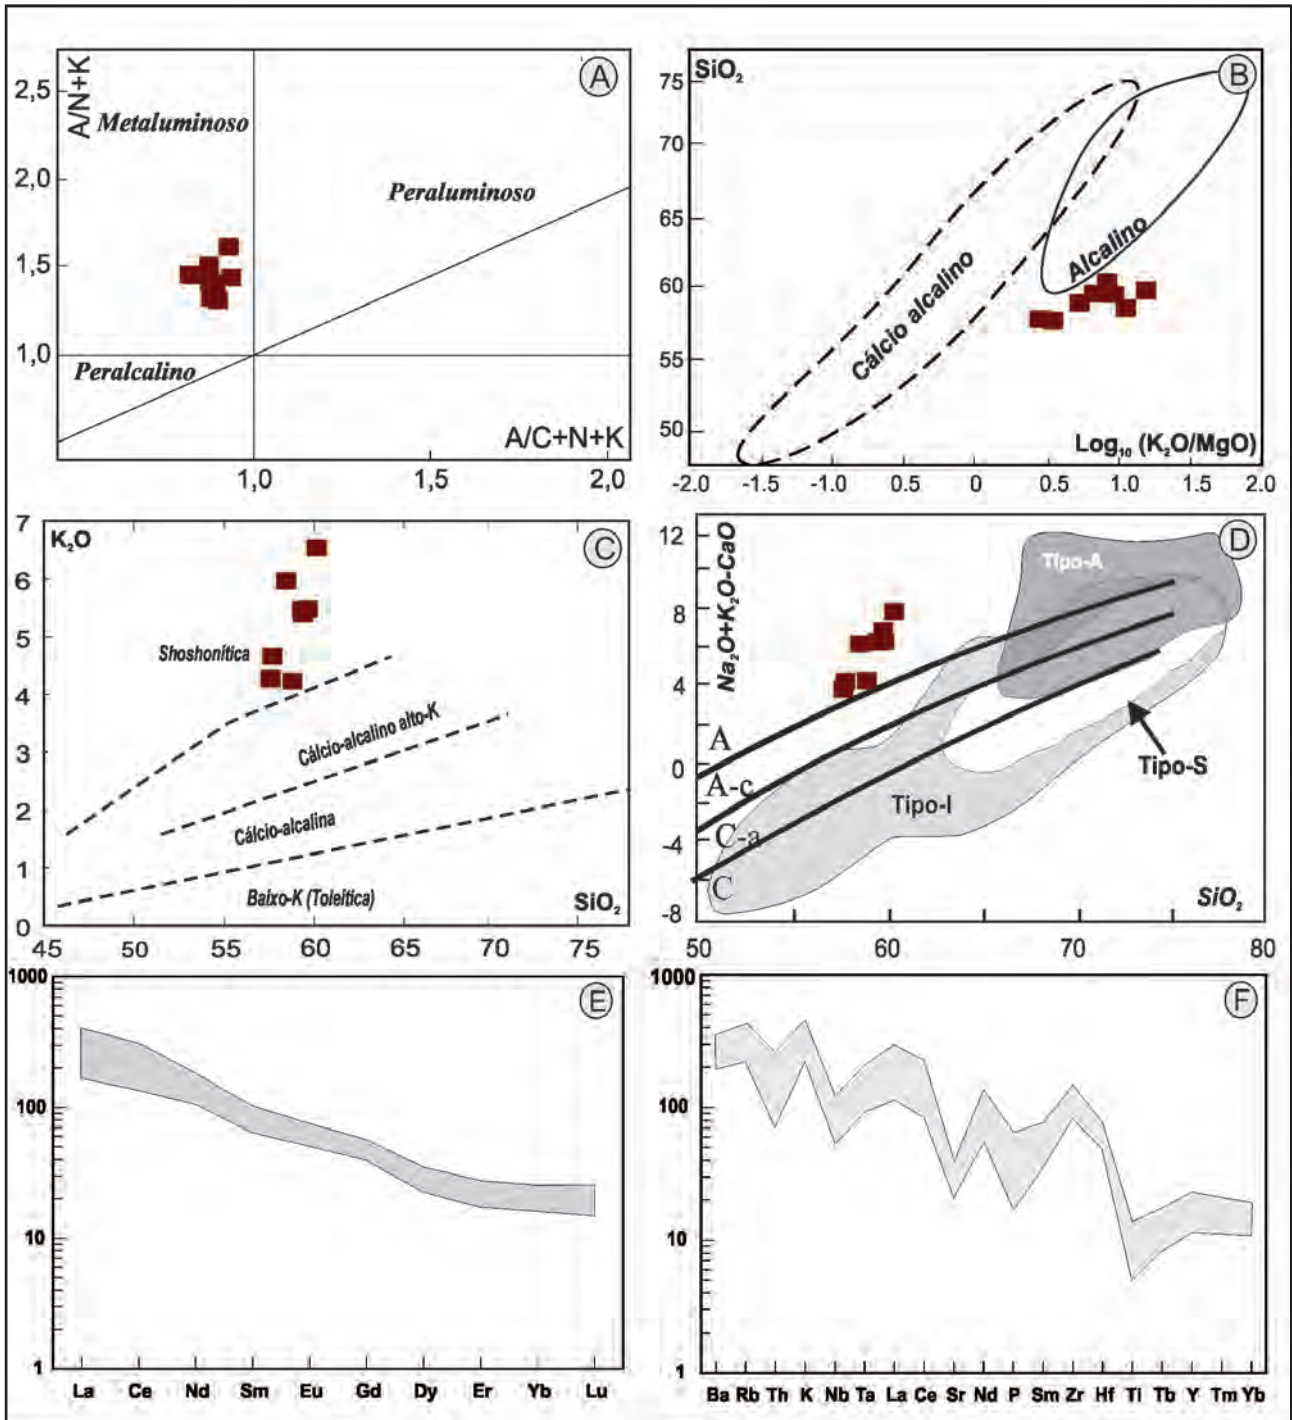 A
A/N+K
2,5
2,0
1,5
1,0
Metaluminoso
Peraluminoso
Peralcalino
A/C+N+K
1,0
1,5
2,0
B
SiO₂
75
70
65
60
55
50
Cálcio alcalino
Alcalino
Log₁₀ (K₂O/MgO)
-2.0
-1.5
-1.0
-0.5
0
0.5
1.0
1.5
2.0
C
K₂O
7
6
5
4
3
2
1
0
Shoshonítica
Cálcio-alcalino alto-K
Cálcio-alcalina
Baixo-K (Toleítica)
SiO₂
45
50
55
60
65
70
75
D
Na₂O+K₂O-CaO
12
8
4
0
-4
-8
Tipo-A
Tipo-S
Tipo-I
A
A-c
C-a
C
SiO₂
50
60
70
80
E
1000
100
10
1
La Ce Nd Sm Eu Gd Dy Er Yb Lu
F
1000
100
10
1
Ba Rb Th K Nb Ta La Ce Sr Nd P Sm Zr Hf Ti Tb Y Tm Yb